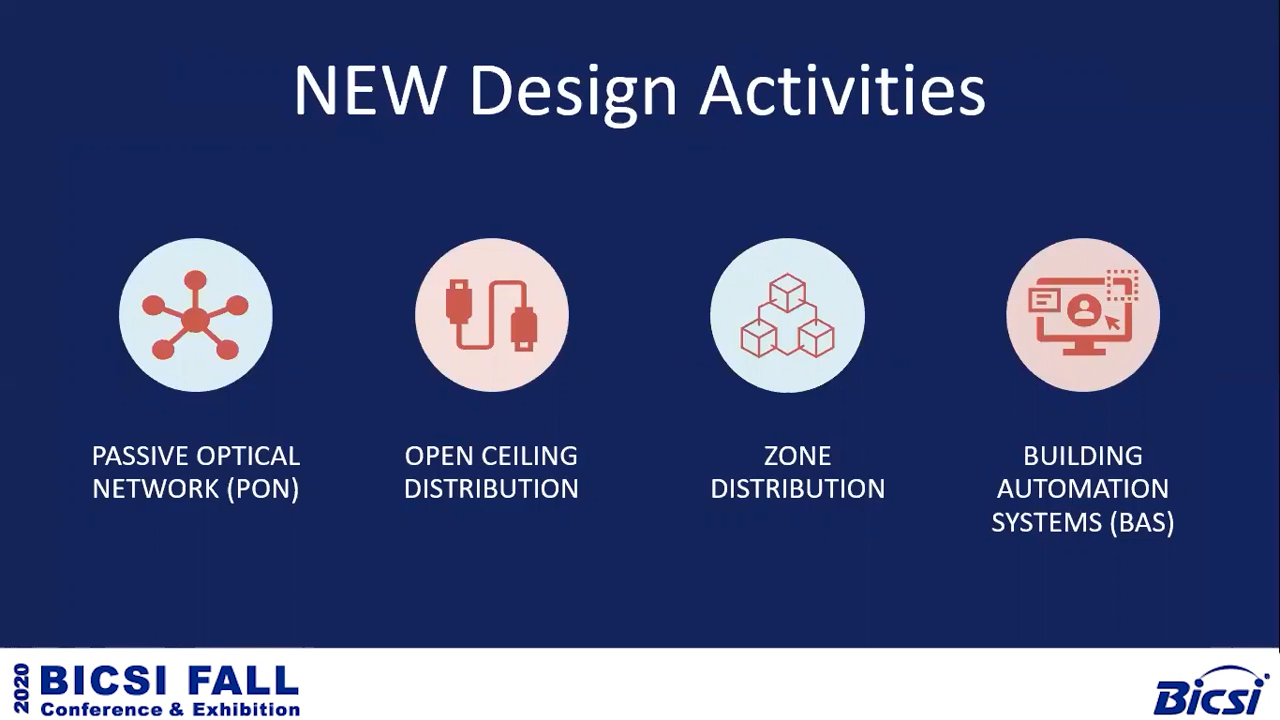 NEW Design Activities
PASSIVE OPTICAL
NETWORK (PON)
OPEN CEILING
DISTRIBUTION
ZONE
DISTRIBUTION
BUILDING
AUTOMATION
SYSTEMS (BAS)
2020
BICSI FALL
Conference & Exhibition
Bicsi